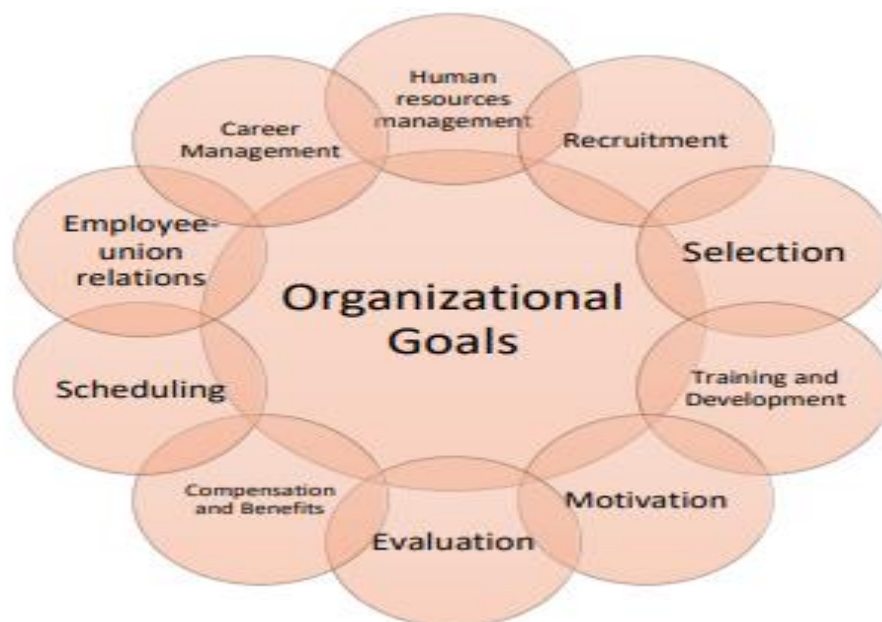 Human
resources
management
Recruitment
Selection
Training and
Development
Motivation
Evaluation
Compensation
and Benefits
Scheduling
Employee-
union
relations
Career
Management
Organizational
Goals